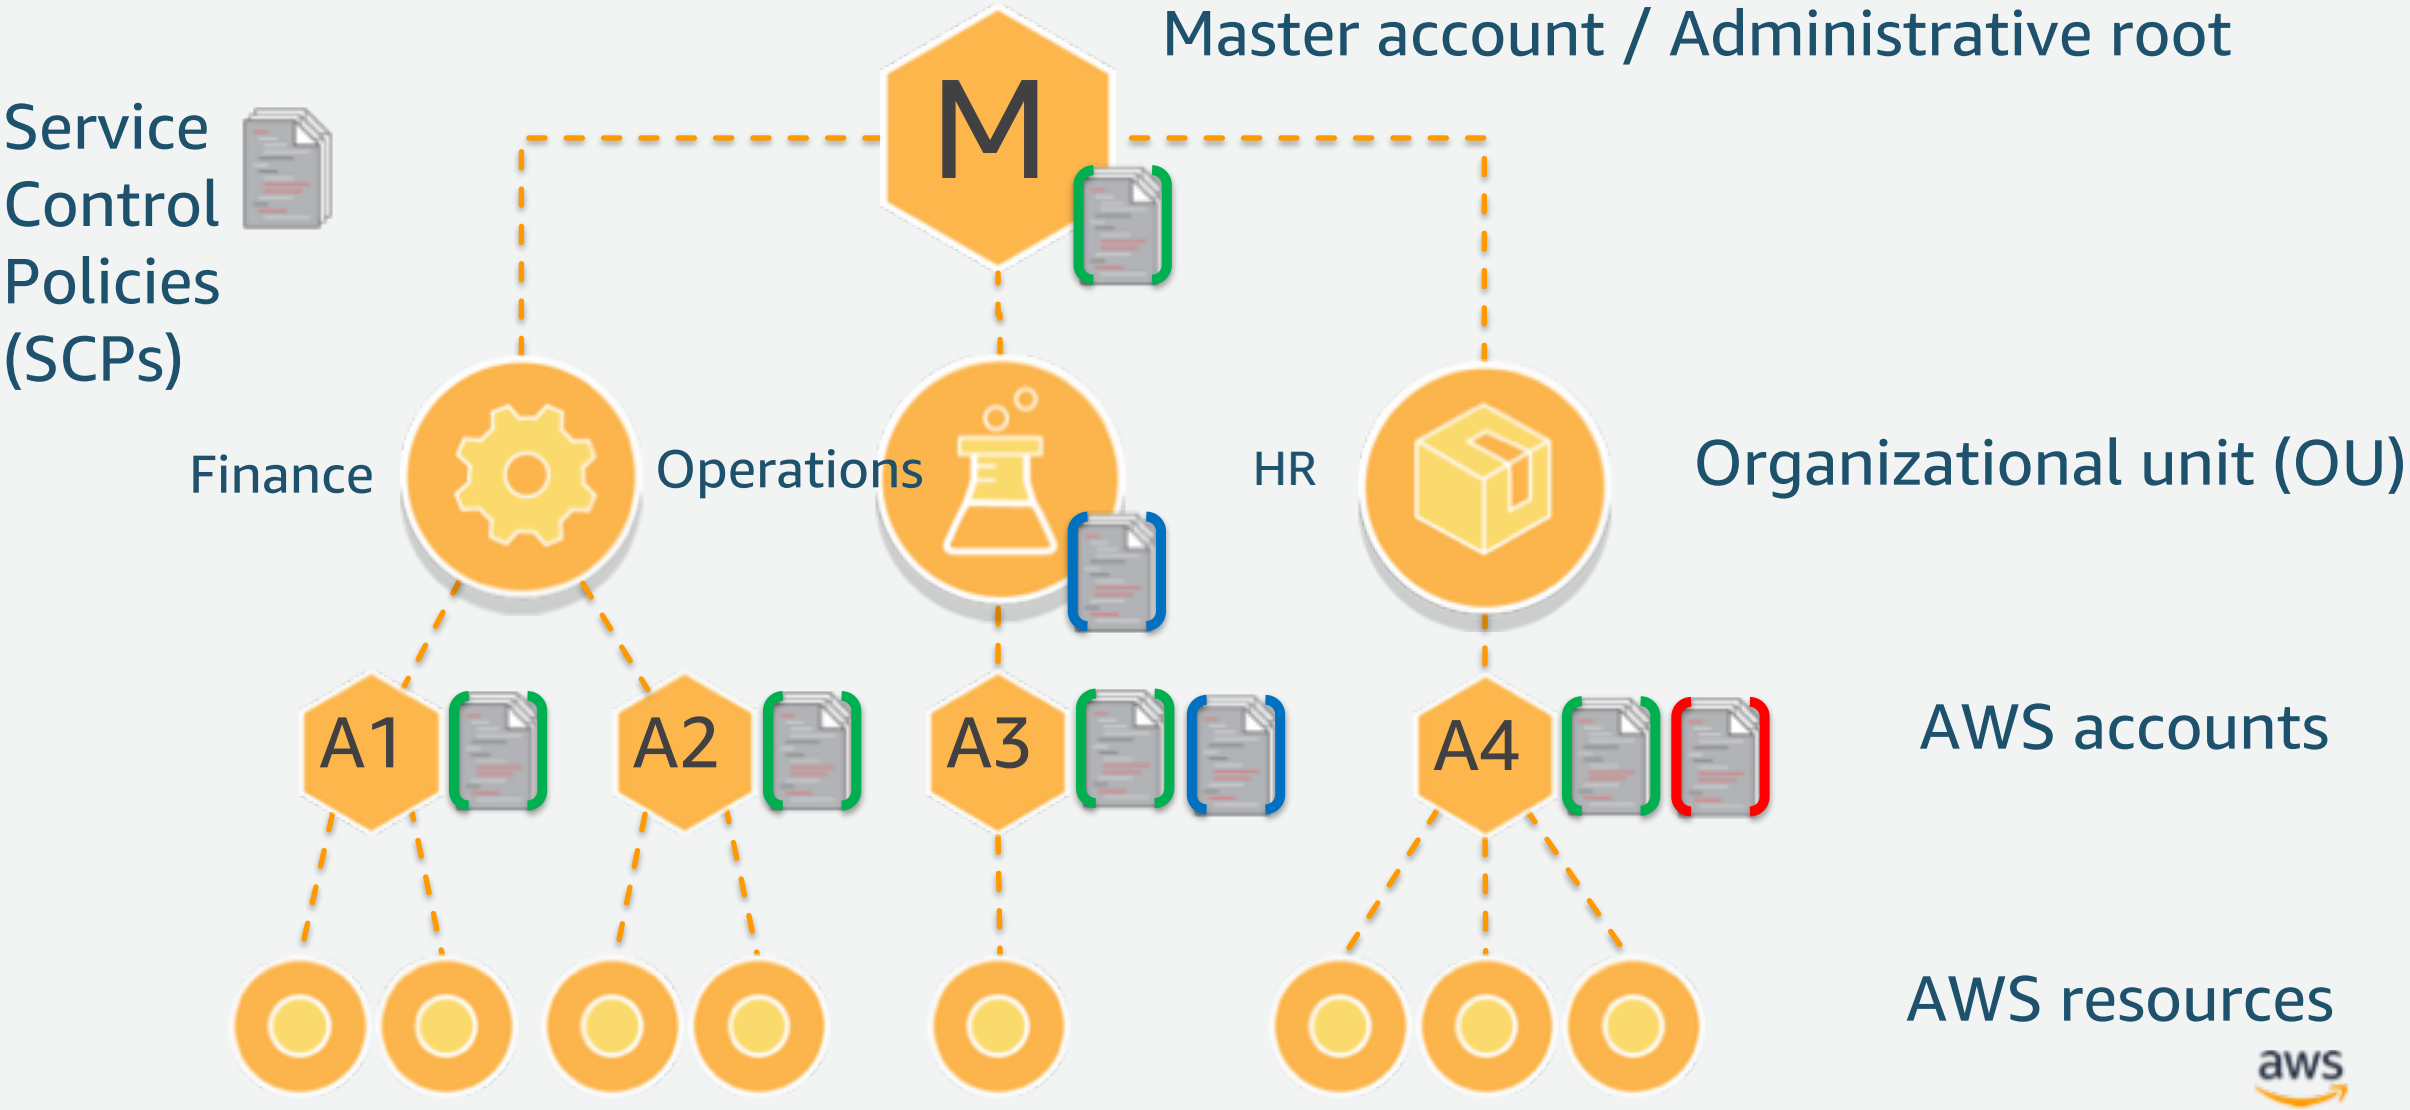 Master account / Administrative root
M
Service
Control
Policies
(SCPs)
Finance
Operations
HR
Organizational unit (OU)
A1
A2
A3
A4
AWS accounts
AWS resources
aws